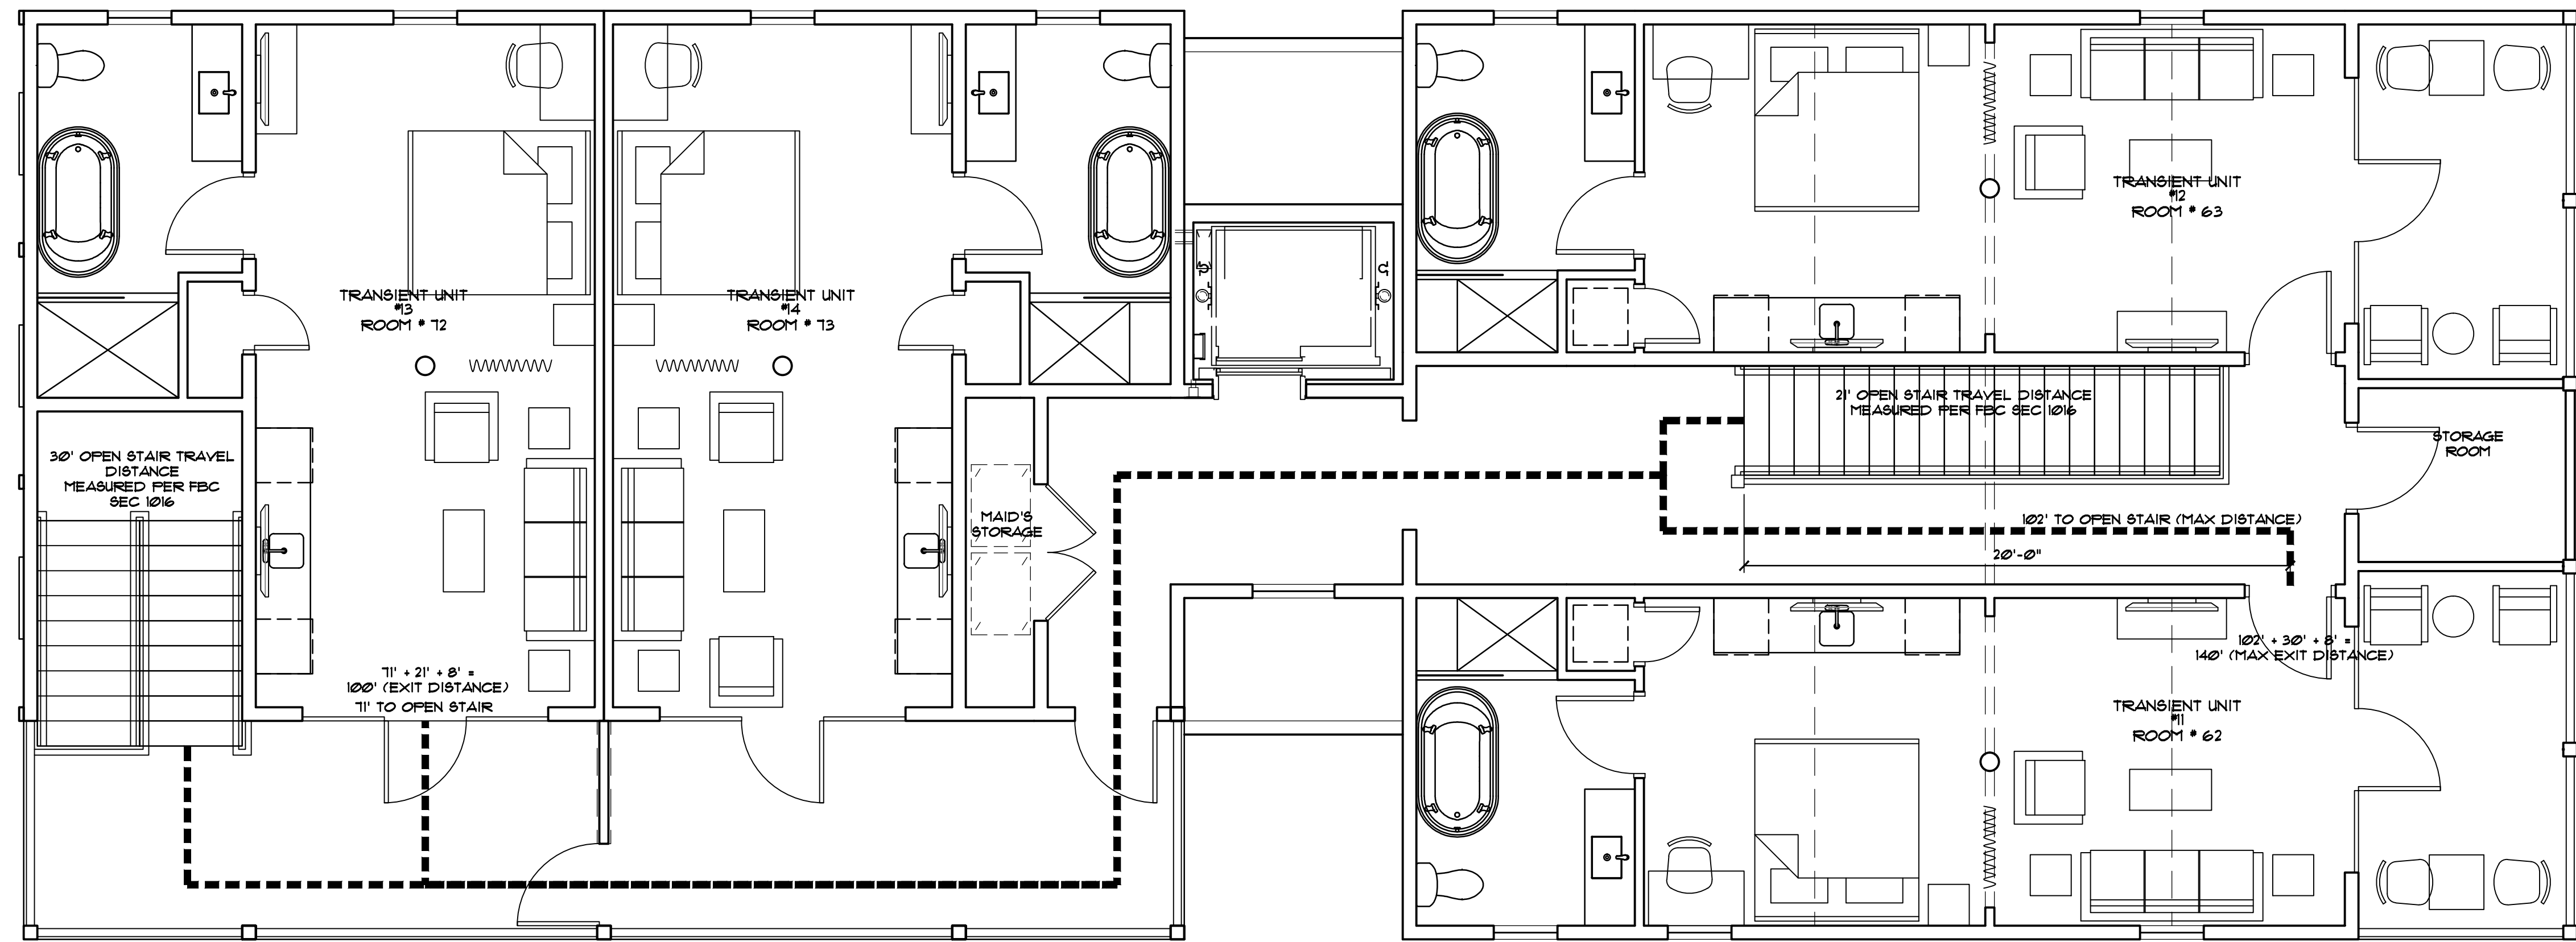 TRANSIENT UNIT
#13
ROOM # 72
TRANSIENT UNIT
#14
ROOM # 73
TRANSIENT UNIT
#12
ROOM # 63
21' OPEN STAIR TRAVEL DISTANCE
MEASURED PER FBC SEC 1016
STORAGE
ROOM
30' OPEN STAIR TRAVEL
DISTANCE
MEASURED PER FBC
SEC 1016
MAID'S
STORAGE
102' TO OPEN STAIR (MAX DISTANCE)
20'-0"
102' + 30' + 8' =
140' (MAX EXIT DISTANCE)
71' + 21' + 8' =
100' (EXIT DISTANCE)
71' TO OPEN STAIR
TRANSIENT UNIT
#11
ROOM # 62